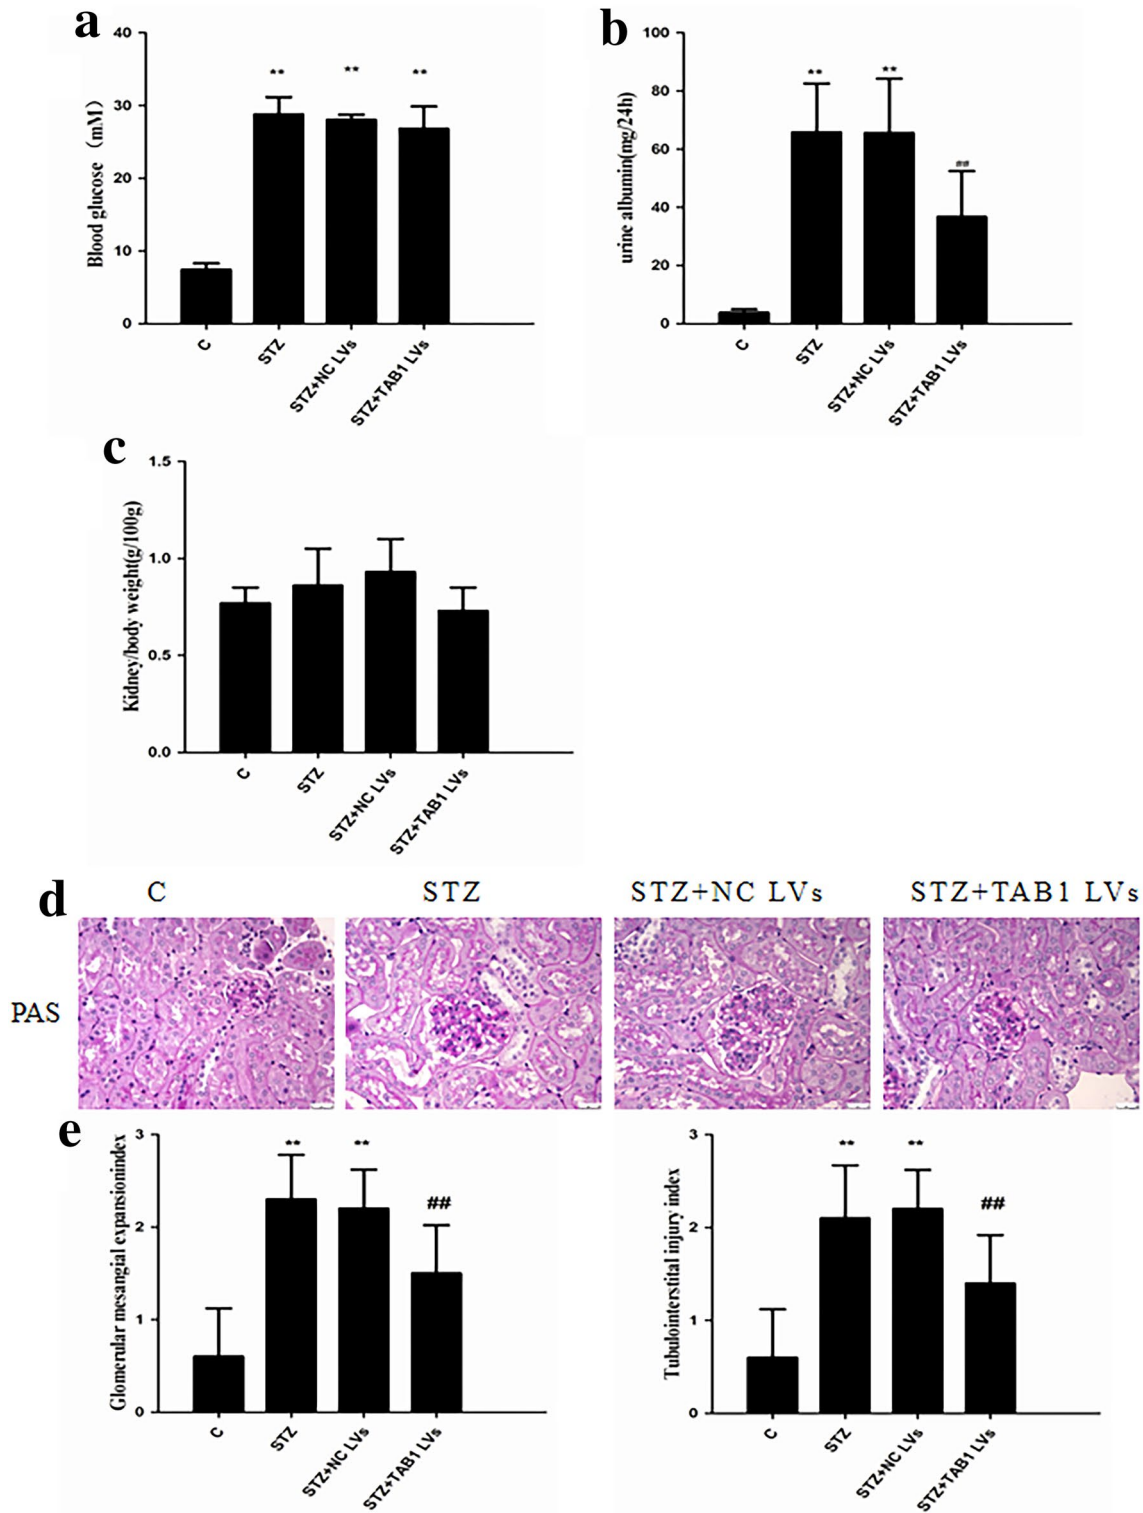 a
40
30
20
10
0
Blood glucose（mM）
**
**
**
C
STZ
STZ+NC LVs
STZ+TAB1 LVs
b
100
80
60
40
20
0
urine albumin(mg/24h)
**
**
##
C
STZ
STZ+NC LVs
STZ+TAB1 LVs
c
1.5
1.0
0.5
0.0
Kidney/body weight(g/100g)
C
STZ
STZ+NC LVs
STZ+TAB1 LVs
d
C
STZ
STZ+NC LVs
STZ+TAB1 LVs
PAS
e
3
2
1
0
Glomerular mesangial expansionindex
**
**
##
C
STZ
STZ+NC LVs
STZ+TAB1 LVs
3
2
1
0
Tubulointerstital injury index
**
**
##
C
STZ
STZ+NC LVs
STZ+TAB1 LVs